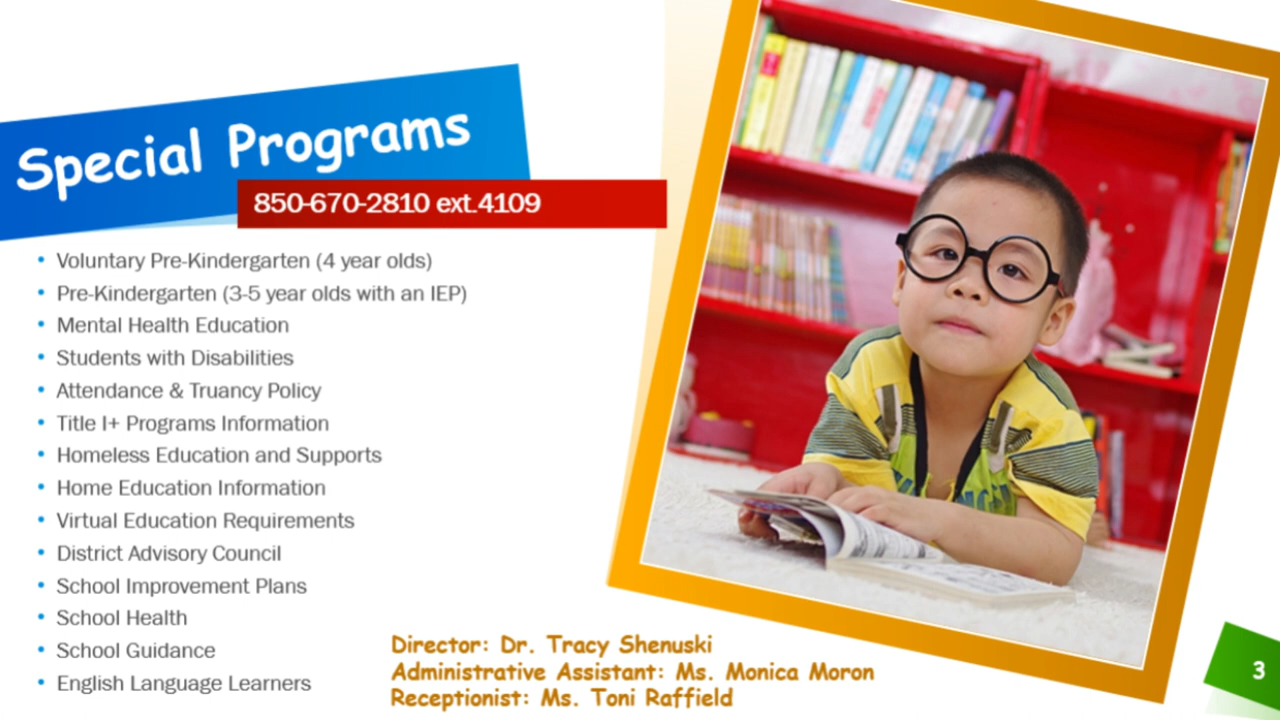 Special Programs
850-670-2810 ext.4109
• Voluntary Pre-Kindergarten (4 year olds)
• Pre-Kindergarten (3-5 year olds with an IEP)
• Mental Health Education
• Students with Disabilities
• Attendance & Truancy Policy
• Title I+ Programs Information
• Homeless Education and Supports
• Home Education Information
• Virtual Education Requirements
• District Advisory Council
• School Improvement Plans
• School Health
• School Guidance
• English Language Learners
Director: Dr. Tracy Shenuski
Administrative Assistant: Ms. Monica Moron
Receptionist: Ms. Toni Raffield
3